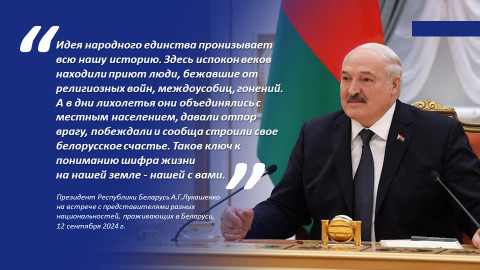 Идея народного единства пронизывает
всю нашу историю. Здесь испокон веков
находили приют люди, бежавшие от
религиозных войн, междоусобиц, гонений.
А в дни лихолетья они объединялись с
местным населением, давали отпор
врагу, побеждали и сообща строили свое
белорусское счастье. Таков ключ к
пониманию шифра жизни
на нашей земле - нашей с вами.
Президент Республики Беларусь А.Г.Лукашенко
на встрече с представителями разных
национальностей, проживающих в Беларуси,
12 сентября 2024 г.